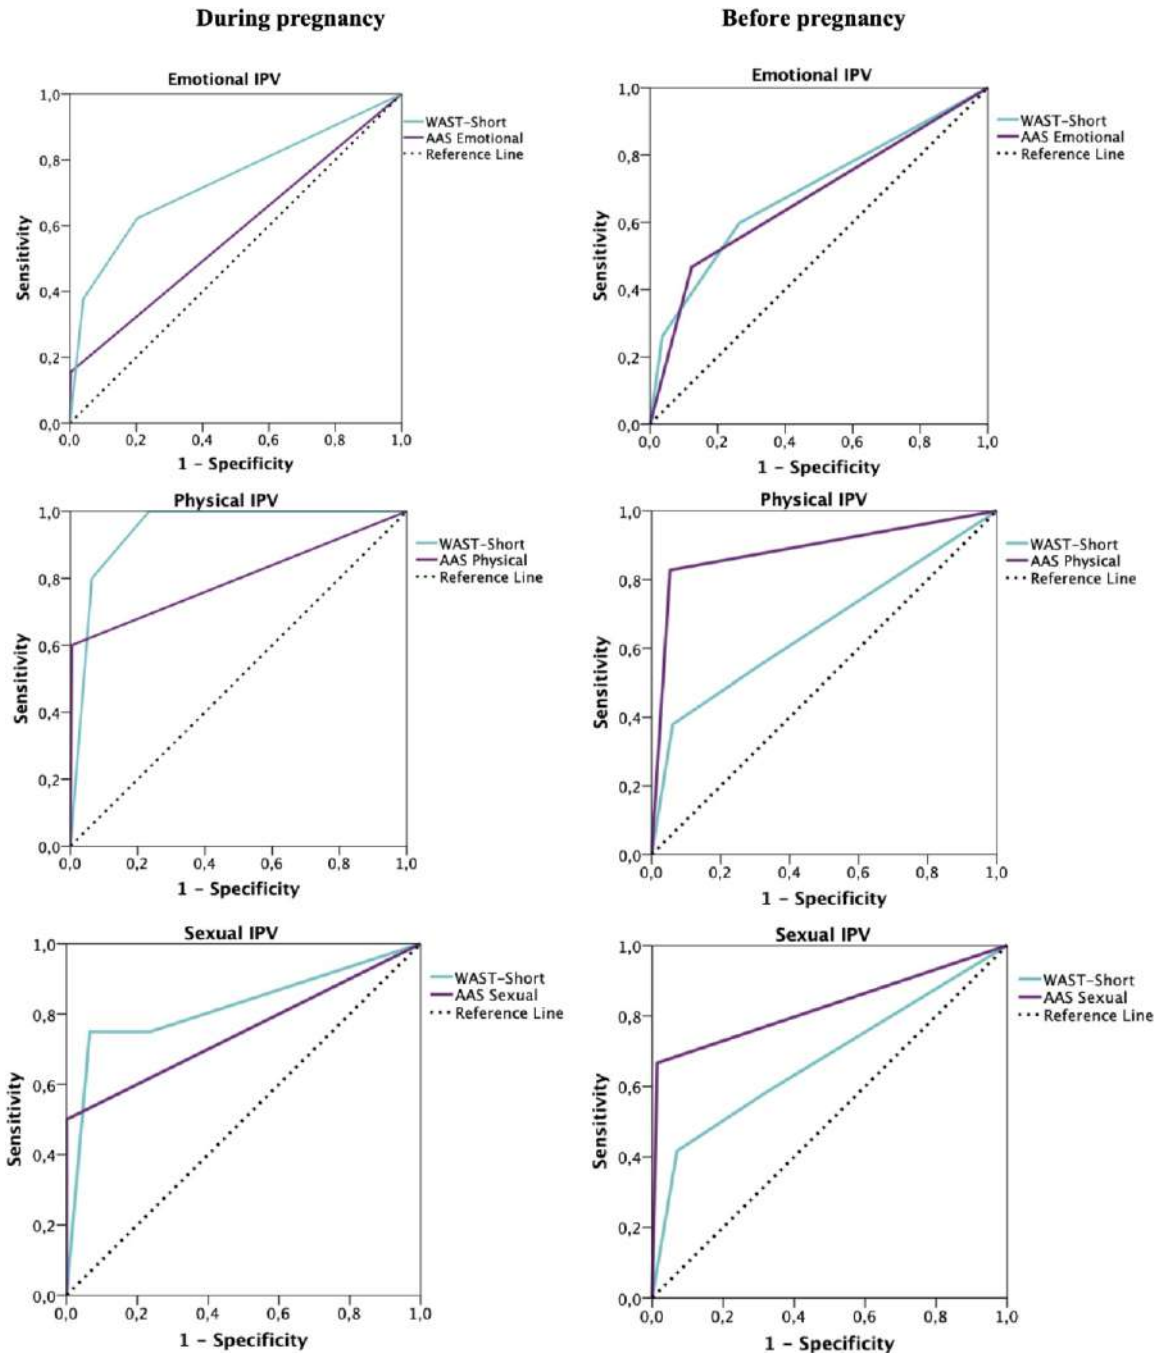 During pregnancy
Before pregnancy
Emotional IPV
1,0
0,8
0,6
0,4
0,2
0,0
0,0 0,2 0,4 0,6 0,8 1,0
Sensitivity
1 - Specificity
WAST-Short
AAS Emotional
Reference Line
Emotional IPV
1,0
0,8
0,6
0,4
0,2
0,0
0,0 0,2 0,4 0,6 0,8 1,0
Sensitivity
1 - Specificity
WAST-Short
AAS Emotional
Reference Line
Physical IPV
1,0
0,8
0,6
0,4
0,2
0,0
0,0 0,2 0,4 0,6 0,8 1,0
Sensitivity
1 - Specificity
WAST-Short
AAS Physical
Reference Line
Physical IPV
1,0
0,8
0,6
0,4
0,2
0,0
0,0 0,2 0,4 0,6 0,8 1,0
Sensitivity
1 - Specificity
WAST-Short
AAS Physical
Reference Line
Sexual IPV
1,0
0,8
0,6
0,4
0,2
0,0
0,0 0,2 0,4 0,6 0,8 1,0
Sensitivity
1 - Specificity
WAST-Short
AAS Sexual
Reference Line
Sexual IPV
1,0
0,8
0,6
0,4
0,2
0,0
0,0 0,2 0,4 0,6 0,8 1,0
Sensitivity
1 - Specificity
WAST-Short
AAS Sexual
Reference Line